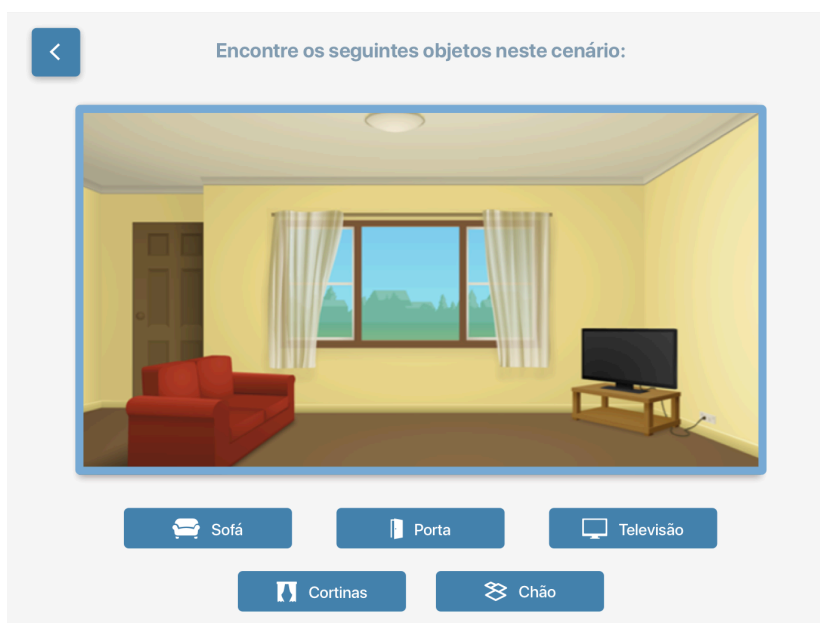 Encontre os seguintes objetos neste cenário:
Sofá
Porta
Televisão
Cortinas
Chão